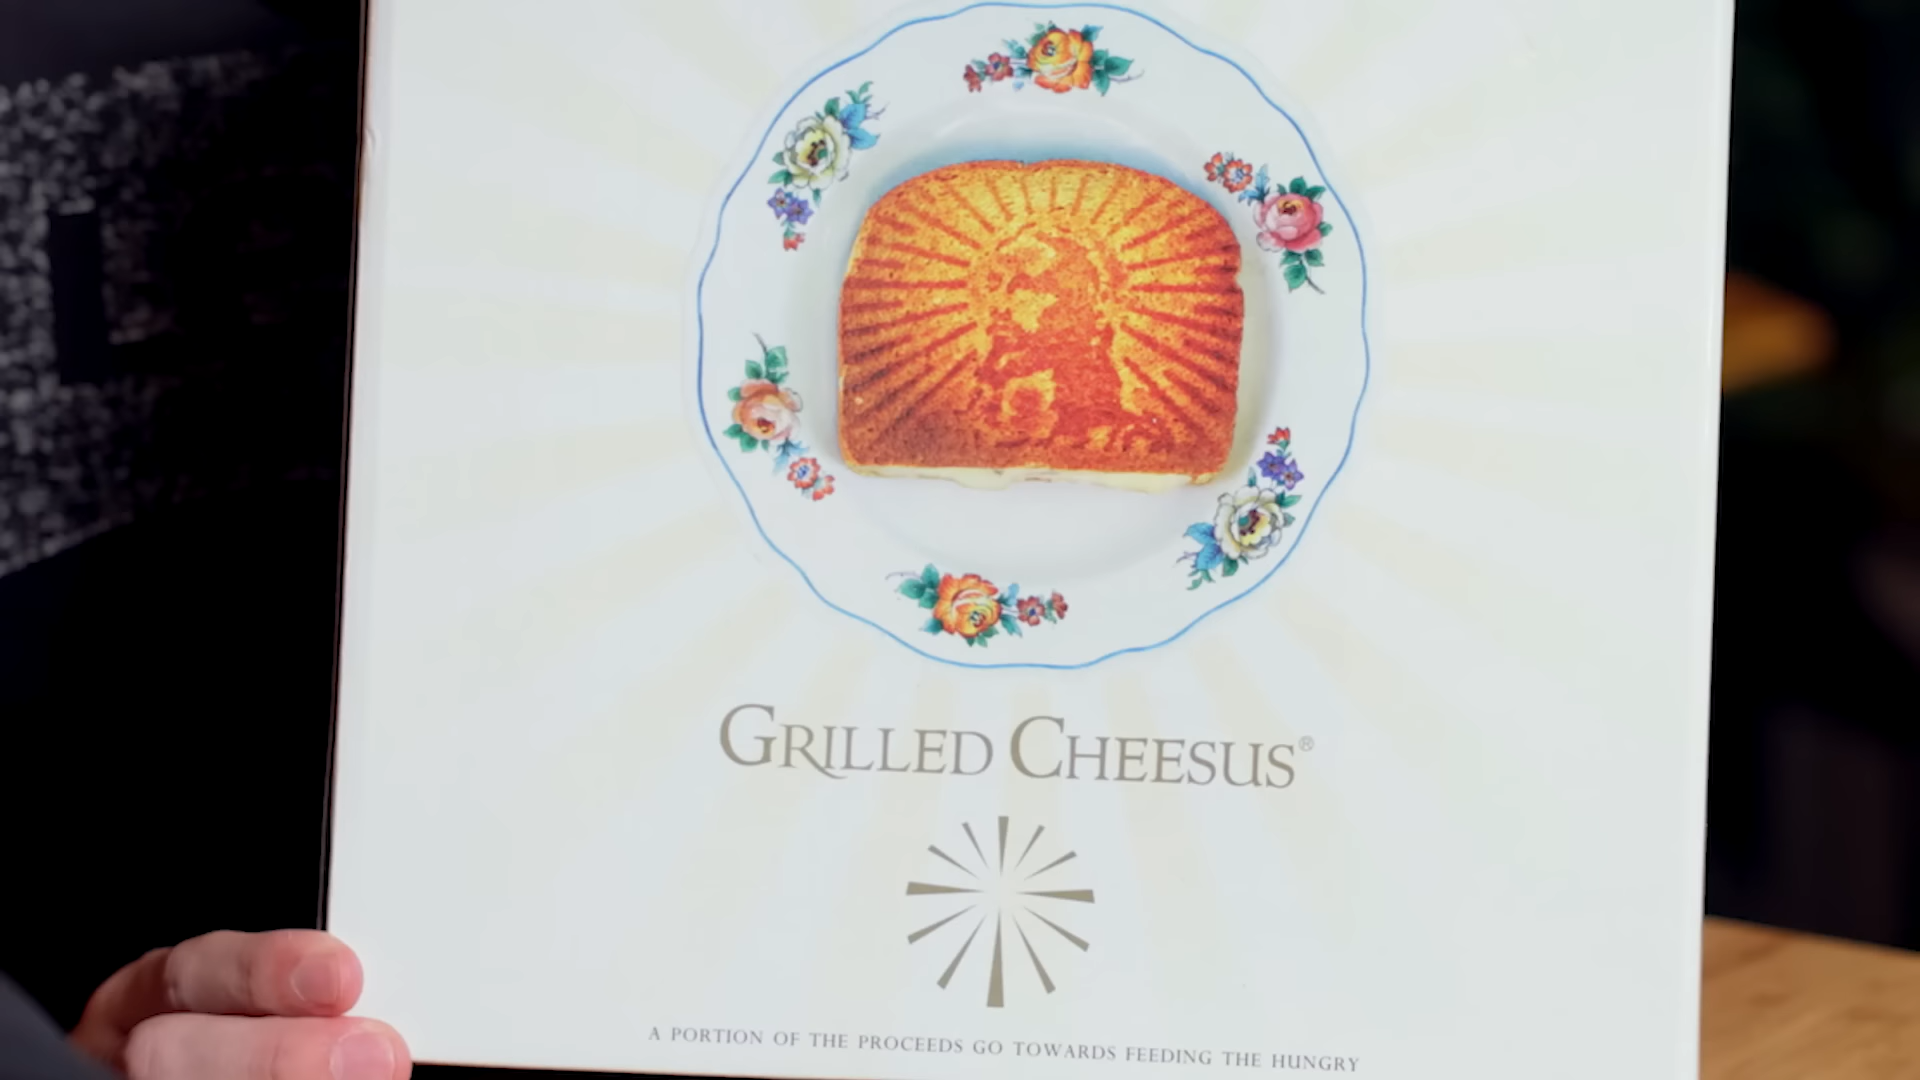 GRILLED CHEESUS®
A PORTION OF THE PROCEEDS GO TOWARDS FEEDING THE HUNGRY